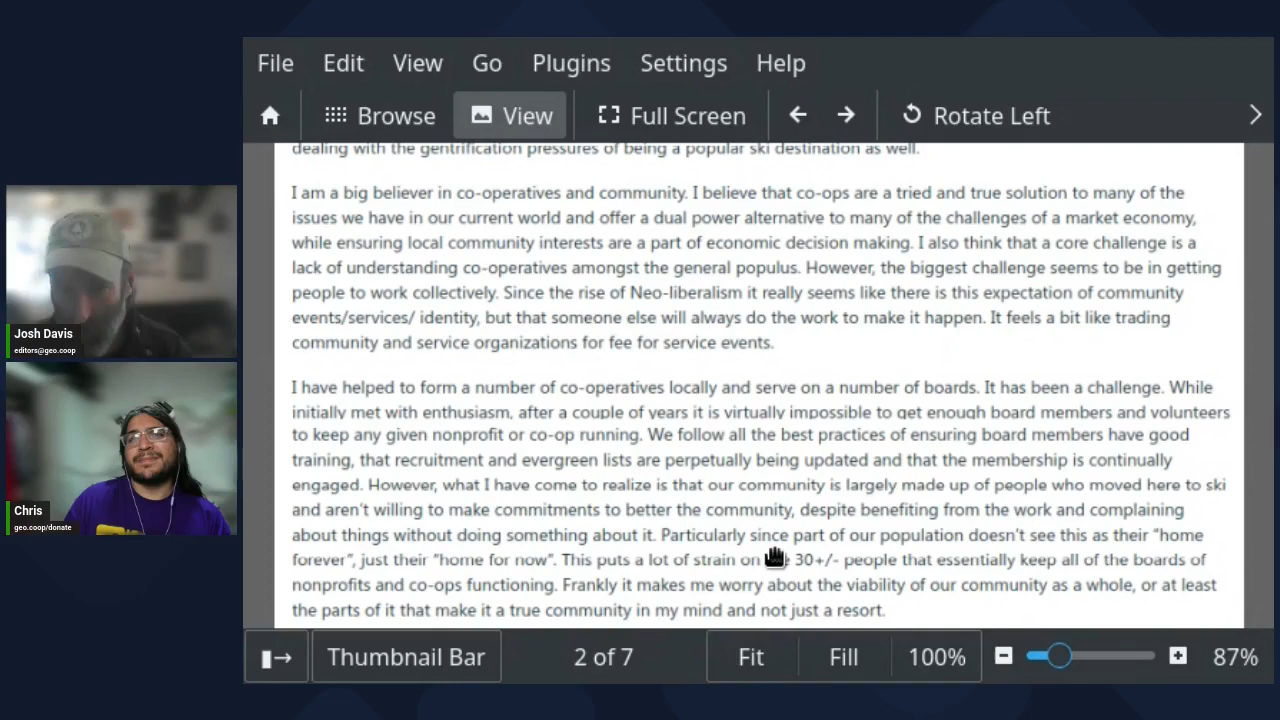 File Edit View Go Plugins Settings Help
Browse View Full Screen Rotate Left
dealing with the gentrification pressures of being a popular ski destination as well.
I am a big believer in co-operatives and community. I believe that co-ops are a tried and true solution to many of the
issues we have in our current world and offer a dual power alternative to many of the challenges of a market economy,
while ensuring local community interests are a part of economic decision making. I also think that a core challenge is a
lack of understanding co-operatives amongst the general populus. However, the biggest challenge seems to be in getting
people to work collectively. Since the rise of Neo-liberalism it really seems like there is this expectation of community
events/services/ identity, but that someone else will always do the work to make it happen. It feels a bit like trading
community and service organizations for fee for service events.
I have helped to form a number of co-operatives locally and serve on a number of boards. It has been a challenge. While
initially met with enthusiasm, after a couple of years it is virtually impossible to get enough board members and volunteers
to keep any given nonprofit or co-op running. We follow all the best practices of ensuring board members have good
training, that recruitment and evergreen lists are perpetually being updated and that the membership is continually
engaged. However, what I have come to realize is that our community is largely made up of people who moved here to ski
and aren't willing to make commitments to better the community, despite benefiting from the work and complaining
about things without doing something about it. Particularly since part of our population doesn't see this as their "home
forever", just their "home for now". This puts a lot of strain on 30+/- people that essentially keep all of the boards of
nonprofits and co-ops functioning. Frankly it makes me worry about the viability of our community as a whole, or at least
the parts of it that make it a true community in my mind and not just a resort.
Thumbnail Bar 2 of 7 Fit Fill 100% 87%
Josh Davis
editors@geo.coop
Chris
geo.coop/donate